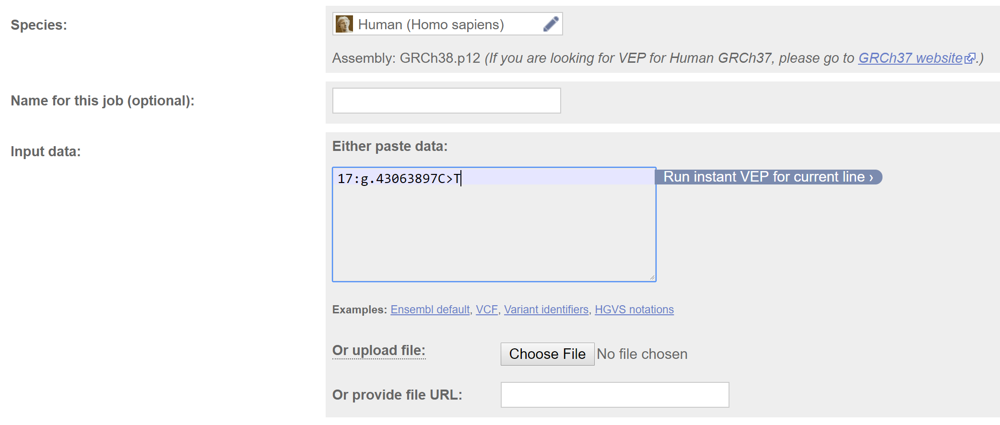 Species:
Human (Homo sapiens)
Assembly: GRCh38.p12 (If you are looking for VEP for Human GRCh37, please go to GRCh37 website.)
Name for this job (optional):
Input data:
Either paste data:
17:g.43063897C>T
Run instant VEP for current line ›
Examples: Ensembl default, VCF, Variant identifiers, HGVS notations
Or upload file:
Choose File No file chosen
Or provide file URL: